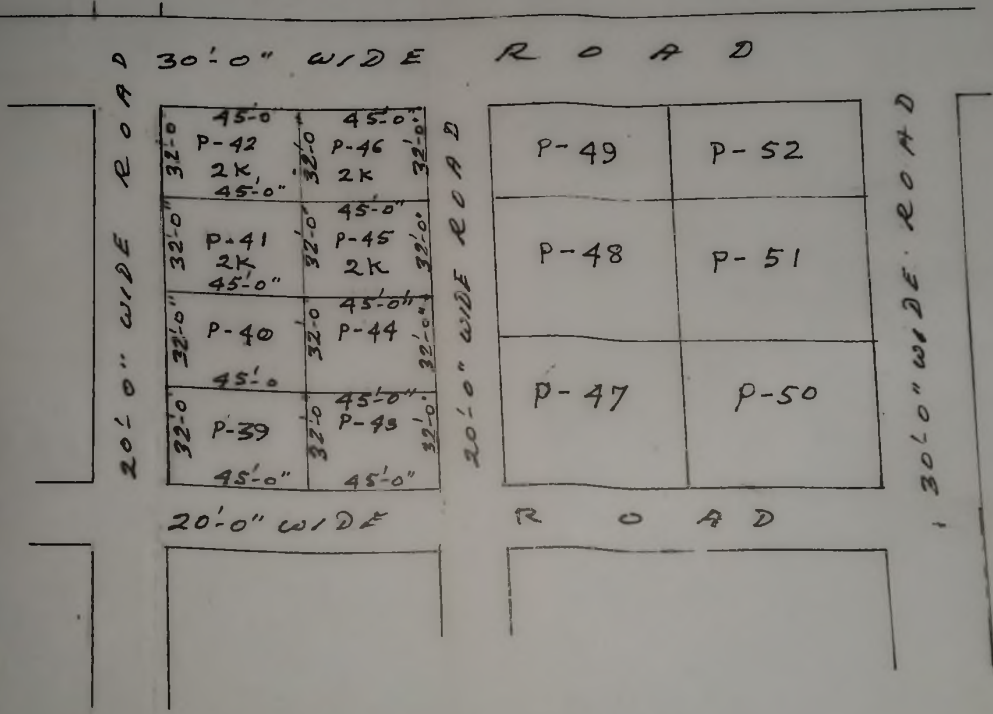 30'-0" WIDE ROAD
20'-0" WIDE ROAD
45'-0
32'-0
P-42
2K
32'-0
45'-0"
45'-0"
P-46
2K
32'-0"
32'-0"
P-41
2K
32'-0
45'-0"
45'-0"
P-45
2K
32'-0"
32'-0"
P-40
32'-0
45'-0
45'-0"
P-44
32'-0"
32'-0
P-39
32'-0
45'-0"
45'-0"
P-43
32'-0"
45'-0"
20'-0" WIDE ROAD
P-49
P-52
P-48
P-51
P-47
P-50
30'-0" WIDE ROAD
20'-0" WIDE ROAD